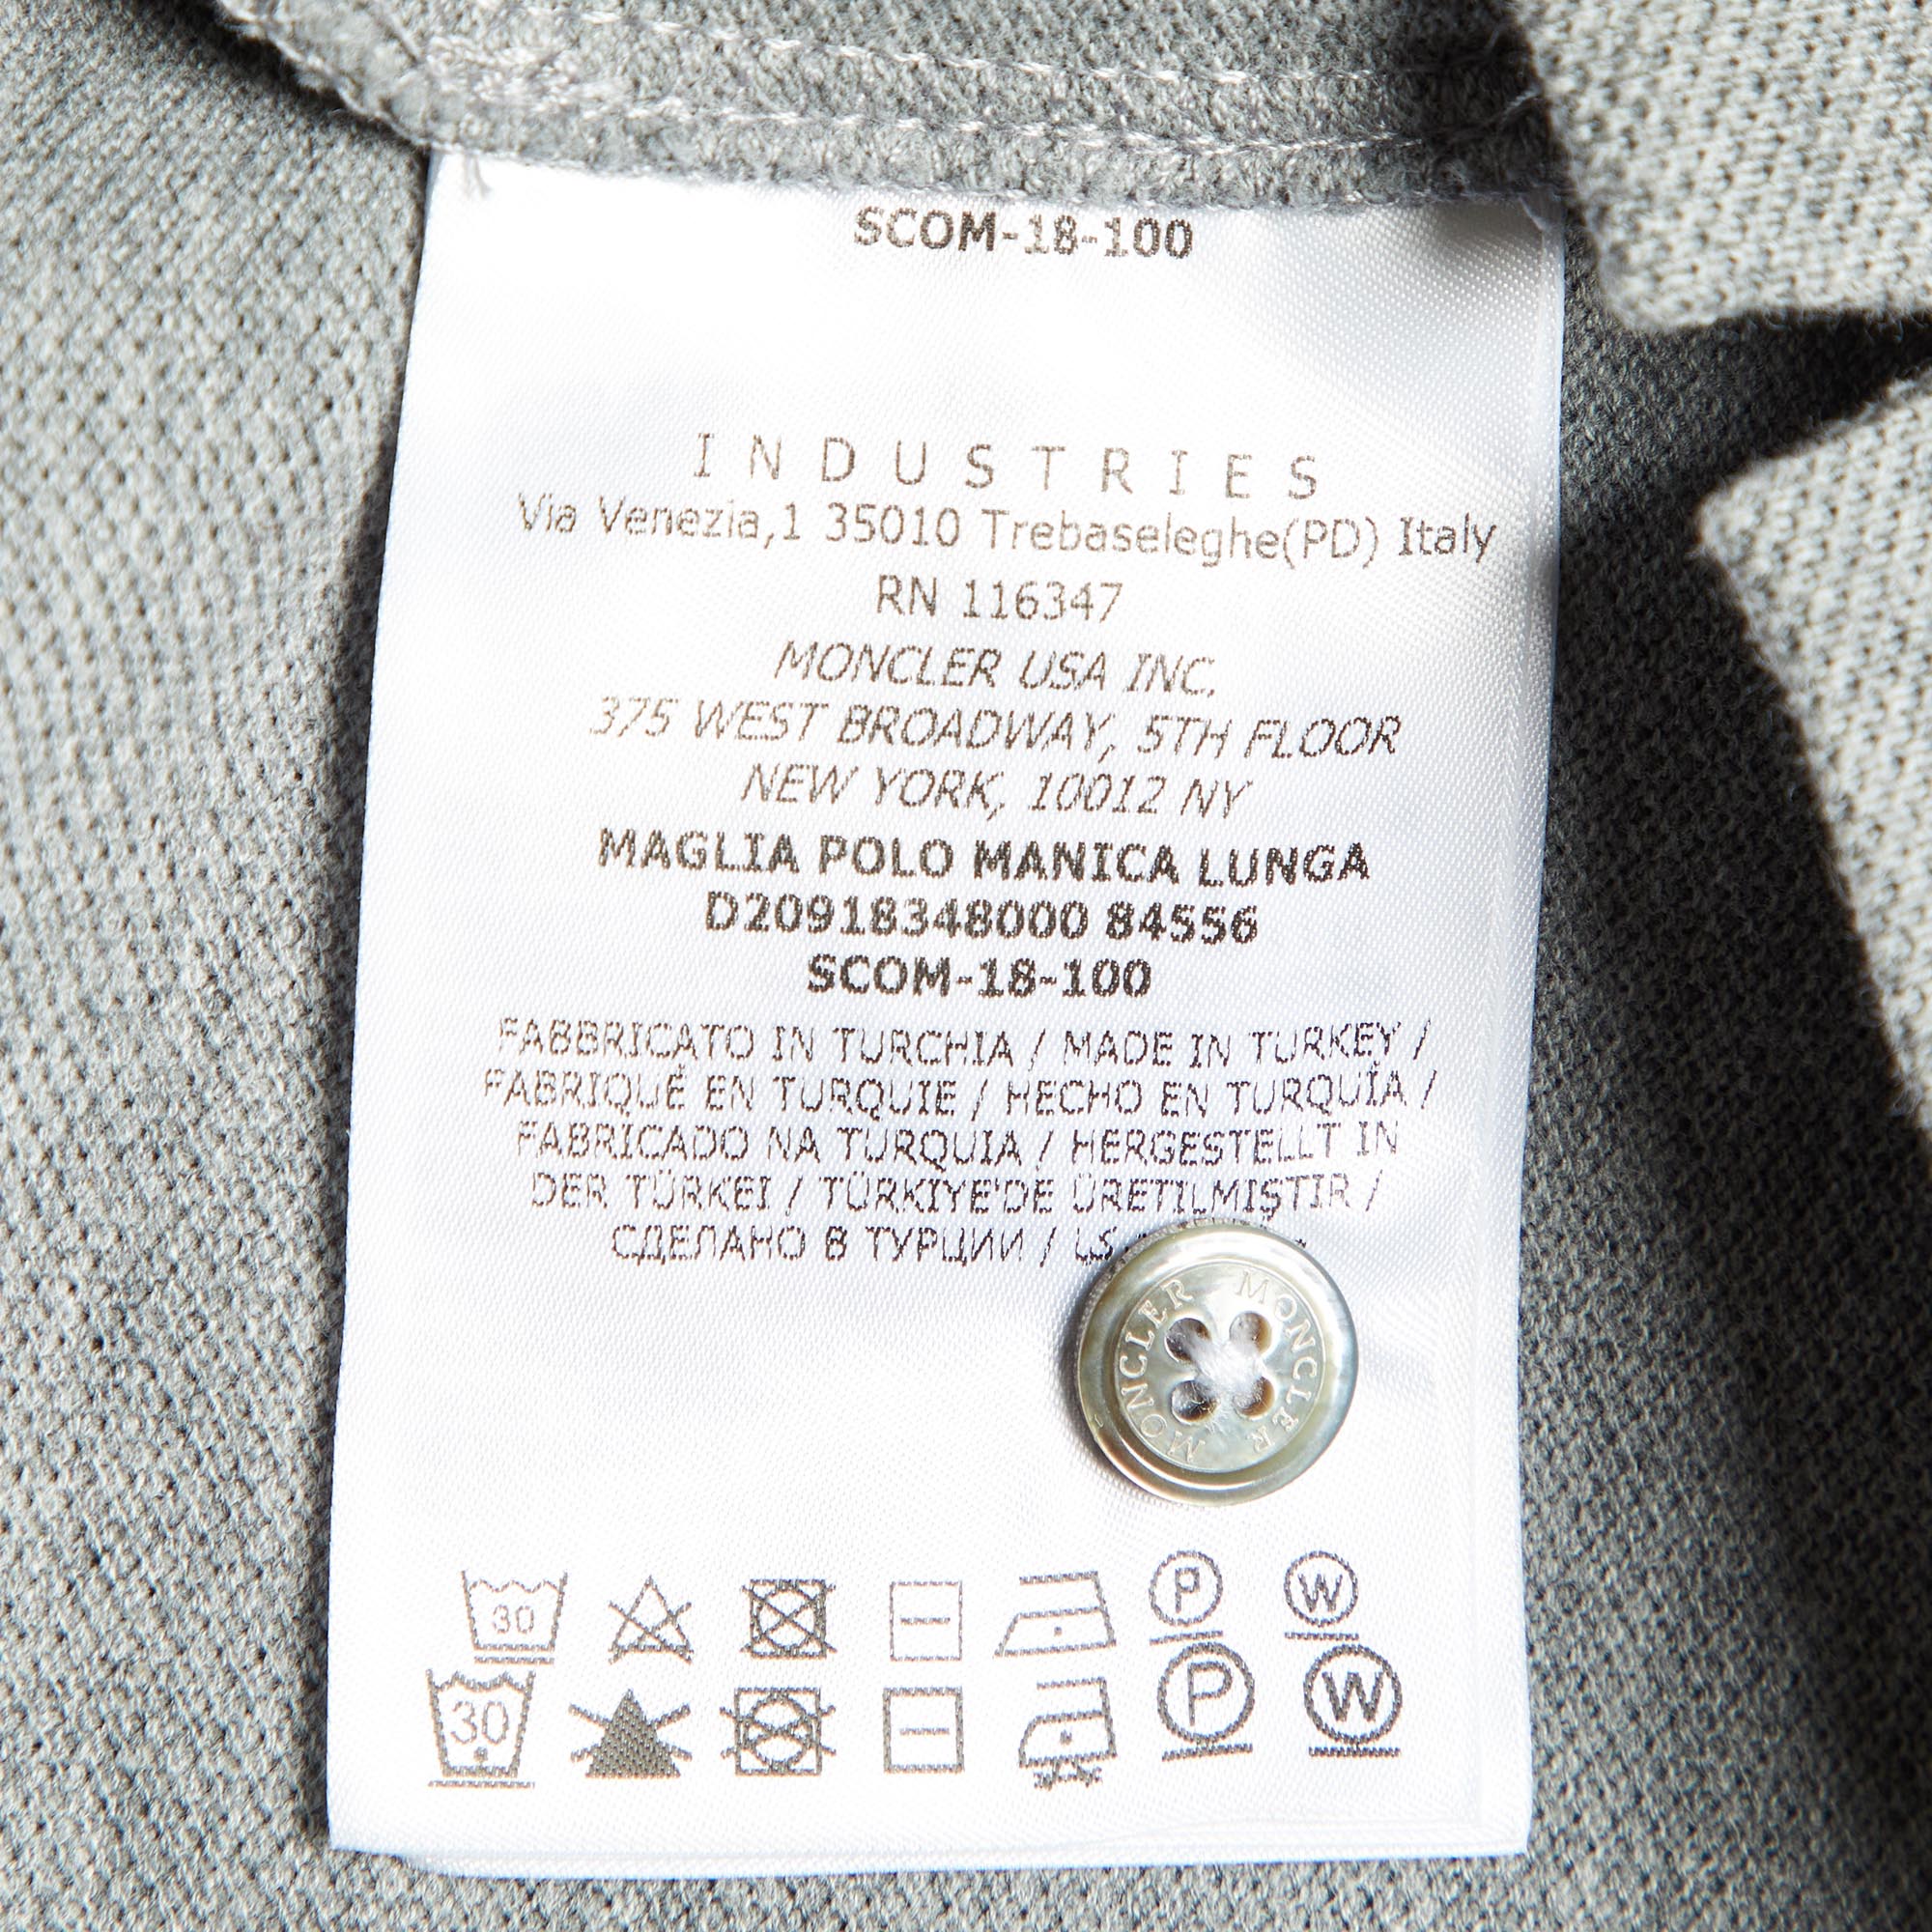 SCOM-18-100
INDUSTRIES
Via Venezia,1 35010 Trebaseleghe(PD) Italy
RN 116347
MONCLER USA INC.
375 WEST BROADWAY, 5TH FLOOR
NEW YORK, 10012 NY
MAGLIA POLO MANICA LUNGA
D20918348000 84556
SCOM-18-100
FABBRICATO IN TURCHIA / MADE IN TURKEY /
FABRIQUÉ EN TURQUIE / HECHO EN TURQUÍA /
FABRICADO NA TURQUIA / HERGESTELLT IN
DER TÜRKEI / TÜRKIYE'DE ÜRETILMIŞTIR /
СДЕЛАНО В ТУРЦИИ /
MONCLER MONCLER
30 P W
30 P W